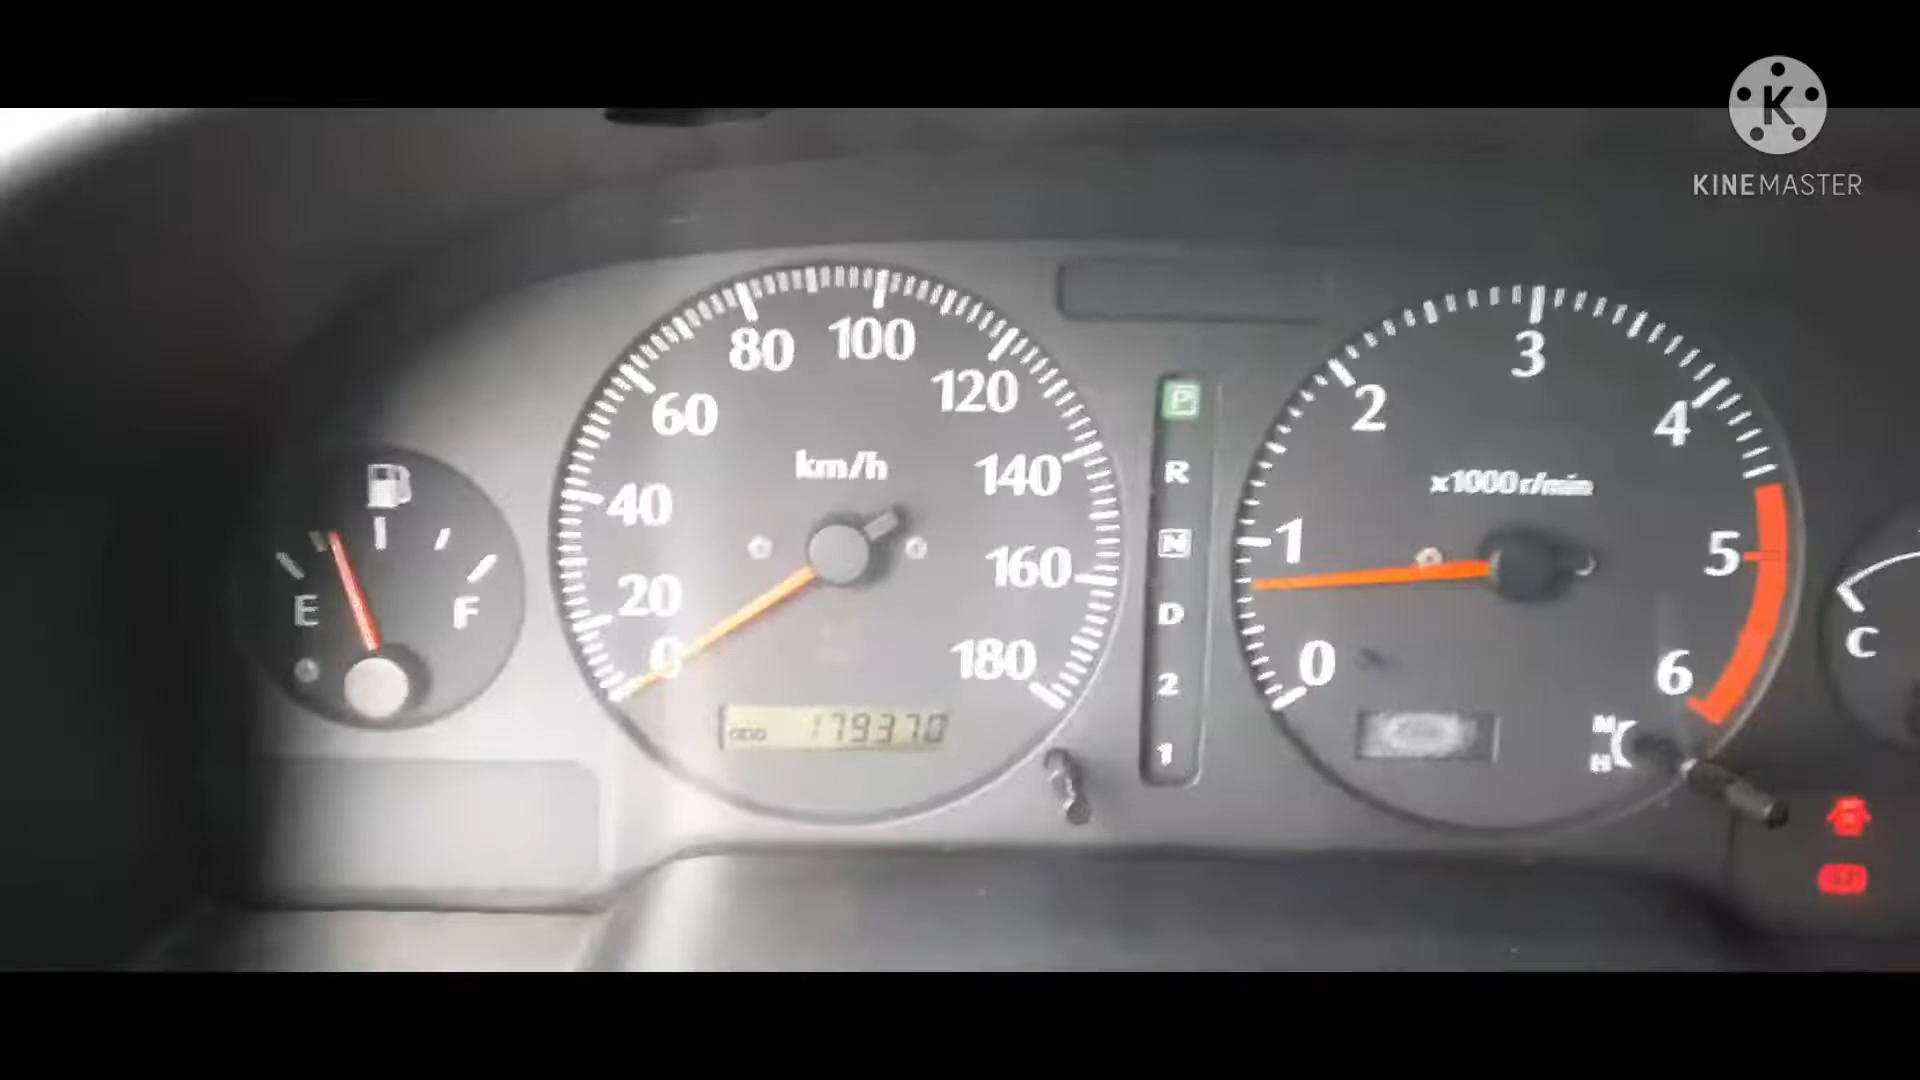 K
KINEMASTER
80 100
3
60 120 2 4
P
km/h 140 R x1000 r/min
40 N 1 5
20 160
E F D
0 180 0 6
C
2
ODO 179370
1